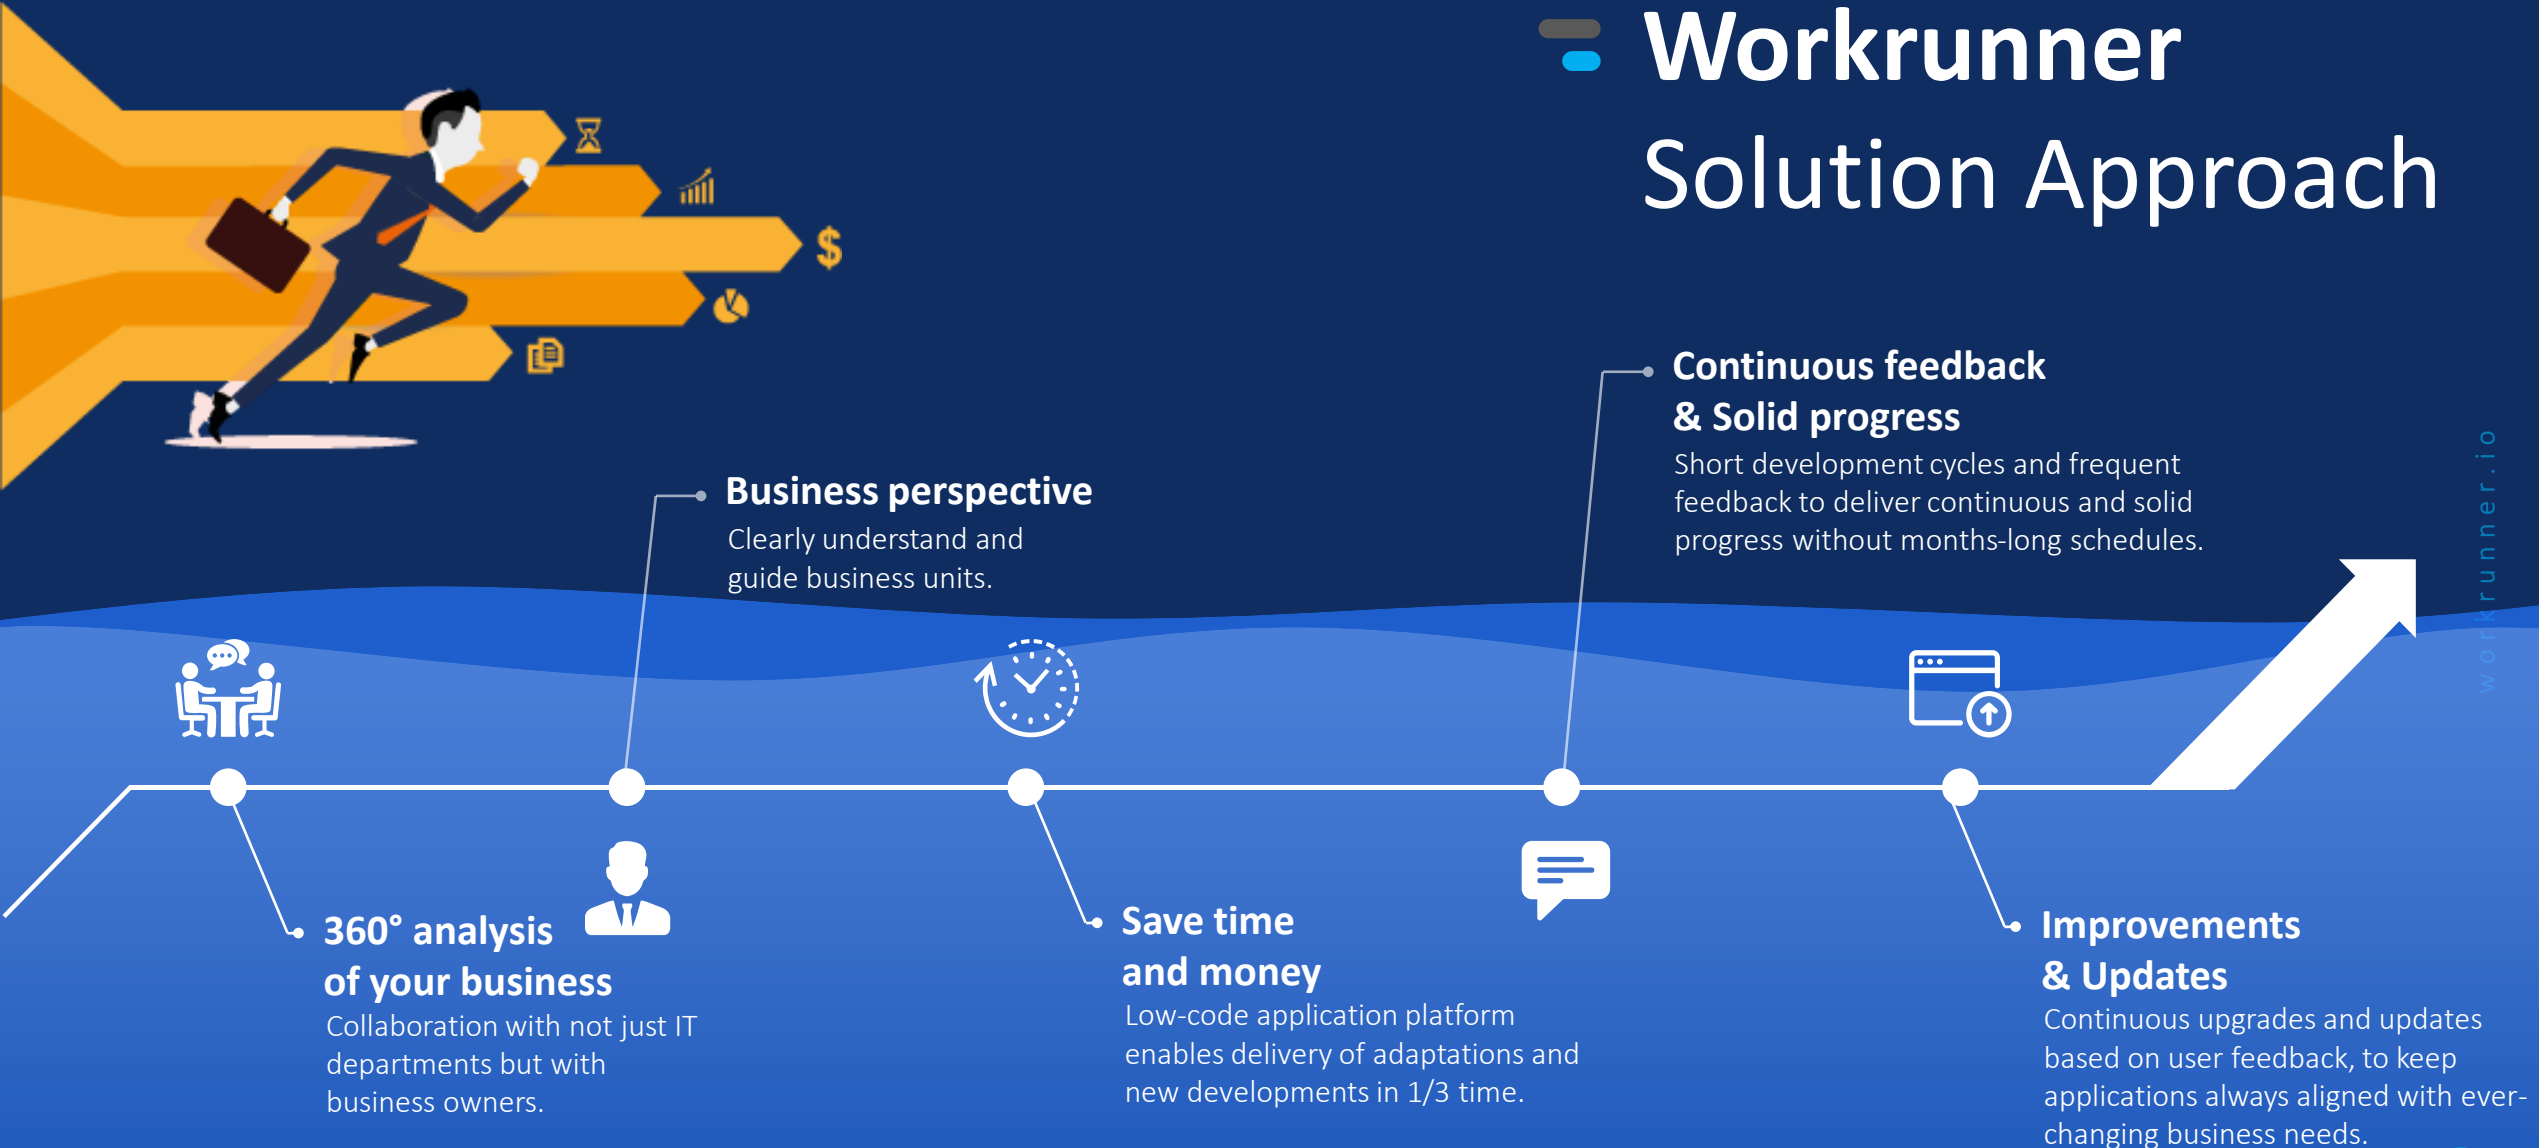 Workrunner
Solution Approach
Continuous feedback
& Solid progress
Short development cycles and frequent
feedback to deliver continuous and solid
progress without months-long schedules.
Business perspective
Clearly understand and
guide business units.
workrunner.io
$
360° analysis
of your business
Collaboration with not just IT
departments but with
business owners.
Save time
and money
Low-code application platform
enables delivery of adaptations and
new developments in 1/3 time.
Improvements
& Updates
Continuous upgrades and updates
based on user feedback, to keep
applications always aligned with ever-
changing business needs.